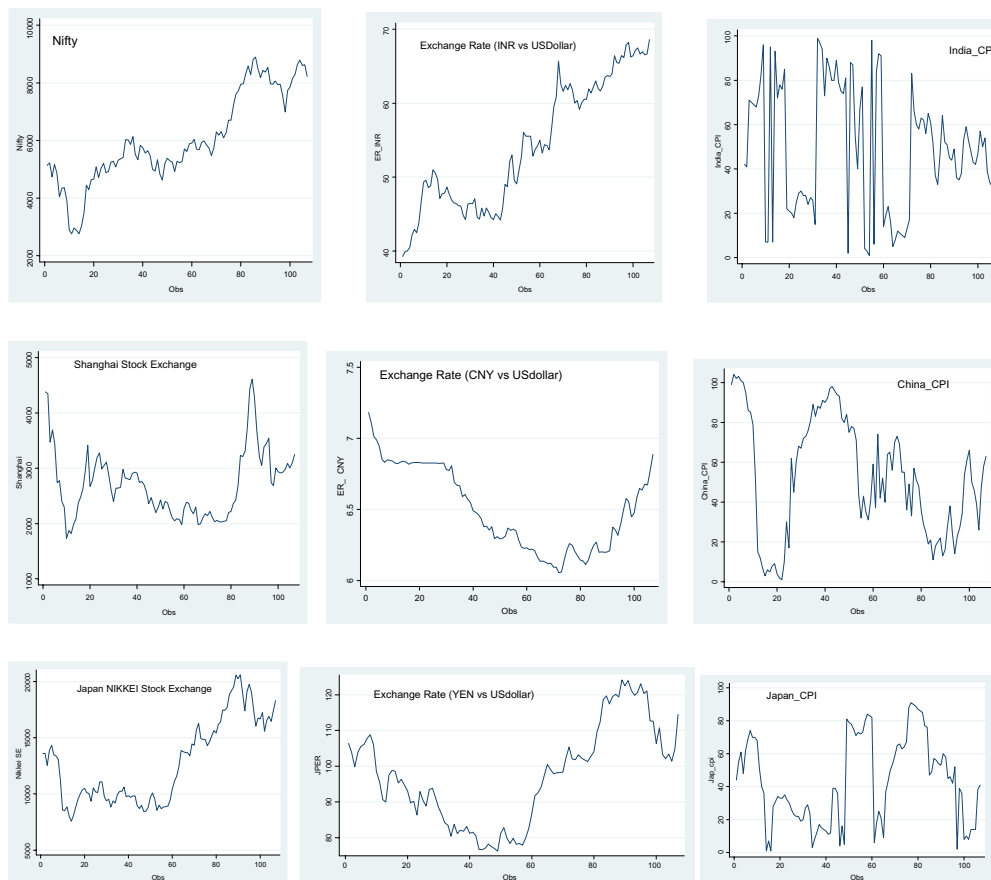 Nifty
Nifty
2000 4000 6000 8000 10000
0 20 40 60 80 100
Obs
Exchange Rate (INR vs USDollar)
ER_INR
40 50 60 70
0 20 40 60 80 100
Obs
India_CP
India_CPI
0 20 40 60 80 100
0 20 40 60 80 100
Obs
Shanghai Stock Exchange
Shanghai
1000 2000 3000 4000 5000
0 20 40 60 80 100
Obs
Exchange Rate (CNY vs USdollar)
ER_ CNY
6 6.5 7 7.5
0 20 40 60 80 100
Obs
China_CPI
China_CPI
0 20 40 60 80 100
0 20 40 60 80 100
Obs
Japan NIKKEI Stock Exchange
Nikkei SE
5000 10000 15000 20000
0 20 40 60 80 100
Obs
Exchange Rate (YEN vs USdollar)
JPER
80 90 100 110 120
0 20 40 60 80 100
Obs
Japan_CPI
Jap_cpi
0 20 40 60 80 100
0 20 40 60 80 100
Obs